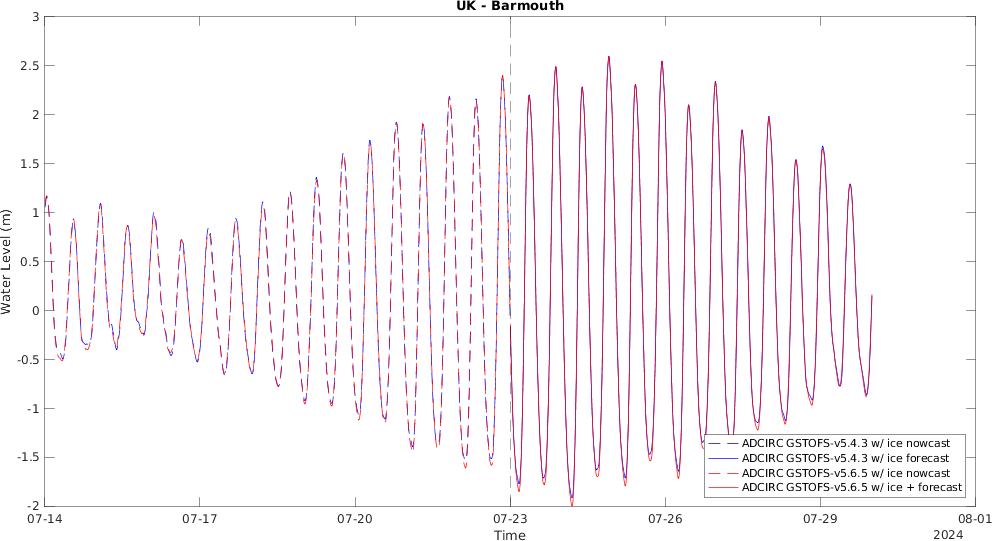 UK - Barmouth
3
2.5
2
1.5
1
0.5
0
-0.5
-1
-1.5
-2
Water Level (m)
07-14
07-17
07-20
07-23
07-26
07-29
08-01
Time
2024
ADCIRC GSTOFS-v5.4.3 w/ ice nowcast
ADCIRC GSTOFS-v5.4.3 w/ ice forecast
ADCIRC GSTOFS-v5.6.5 w/ ice nowcast
ADCIRC GSTOFS-v5.6.5 w/ ice + forecast